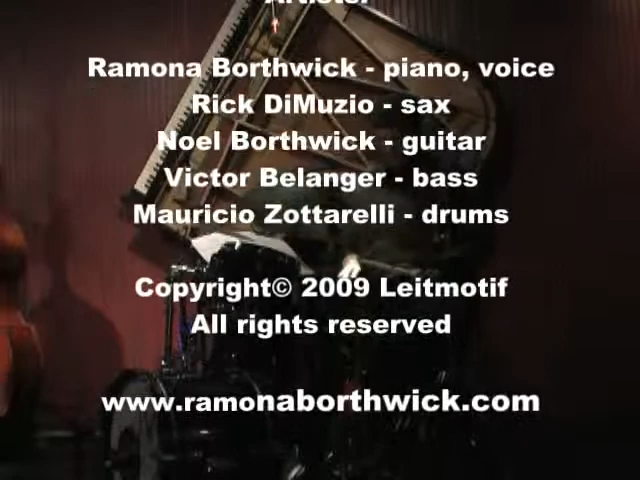 Artists:
Ramona Borthwick - piano, voice
Rick DiMuzio - sax
Noel Borthwick - guitar
Victor Belanger - bass
Mauricio Zottarelli - drums
Copyright© 2009 Leitmotif
All rights reserved
www.ramonaborthwick.com